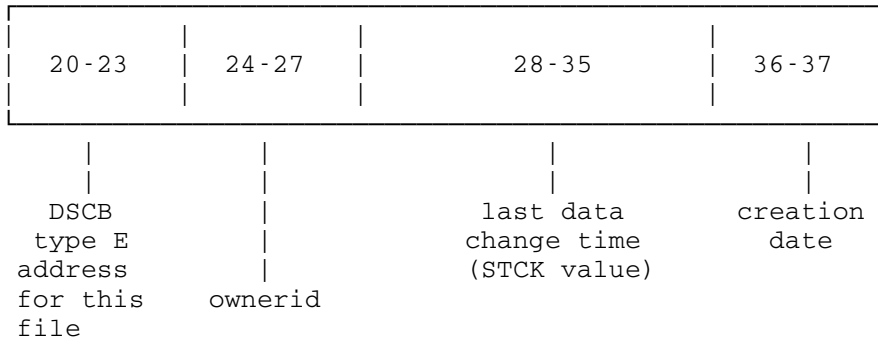 20-23 24-27 28-35 36-37
DSCB last data creation
type E change time date
address (STCK value)
for this ownerid
file